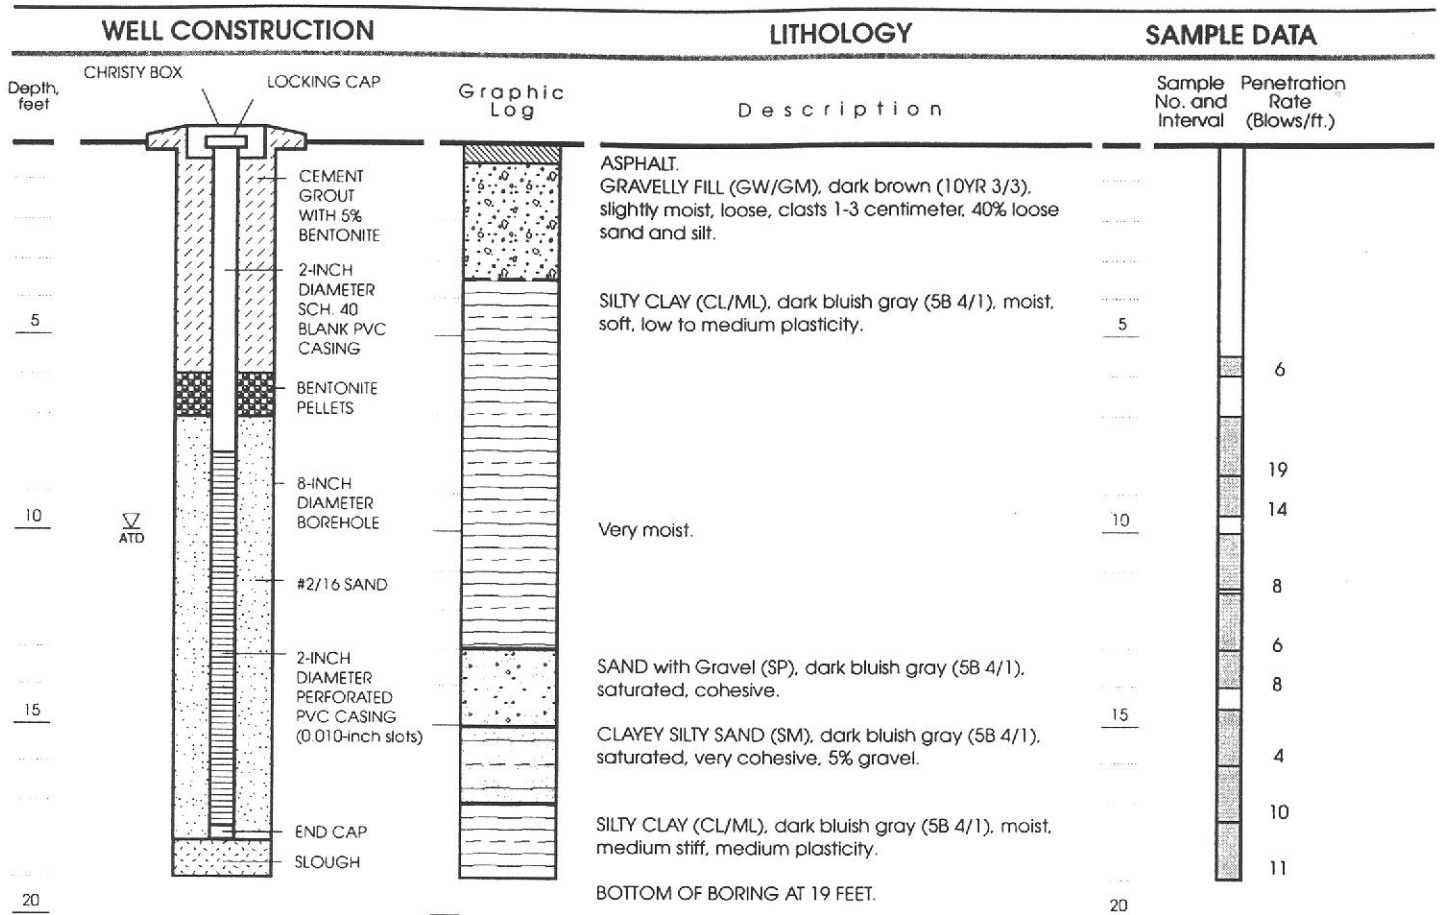 WELL CONSTRUCTION
LITHOLOGY
SAMPLE DATA
Depth,
feet
CHRISTY BOX
LOCKING CAP
Graphic
Log
Description
Sample
No. and
Interval
Penetration
Rate
(Blows/ft.)
CEMENT
GROUT
WITH 5%
BENTONITE
2-INCH
DIAMETER
SCH. 40
BLANK PVC
CASING
BENTONITE
PELLETS
8-INCH
DIAMETER
BOREHOLE
#2/16 SAND
2-INCH
DIAMETER
PERFORATED
PVC CASING
(0.010-inch slots)
END CAP
SLOUGH
5
10
15
20
ATD
ASPHALT.
GRAVELLY FILL (GW/GM), dark brown (10YR 3/3),
slightly moist, loose, clasts 1-3 centimeter, 40% loose
sand and silt.
SILTY CLAY (CL/ML), dark bluish gray (5B 4/1), moist,
soft, low to medium plasticity.
Very moist.
SAND with Gravel (SP), dark bluish gray (5B 4/1),
saturated, cohesive.
CLAYEY SILTY SAND (SM), dark bluish gray (5B 4/1),
saturated, very cohesive, 5% gravel.
SILTY CLAY (CL/ML), dark bluish gray (5B 4/1), moist,
medium stiff, medium plasticity.
BOTTOM OF BORING AT 19 FEET.
5
10
15
20
6
19
14
8
6
8
4
10
11